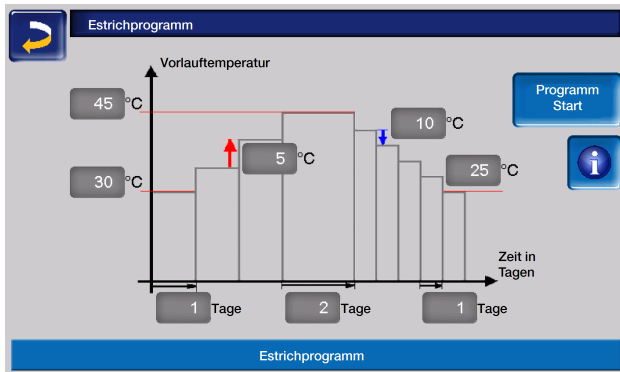 Estrichprogramm
Vorlauftemperatur
45 °C
10 °C
Programm
Start
5 °C
30 °C
25 °C
Zeit in
Tagen
1 Tage
2 Tage
1 Tage
Estrichprogramm